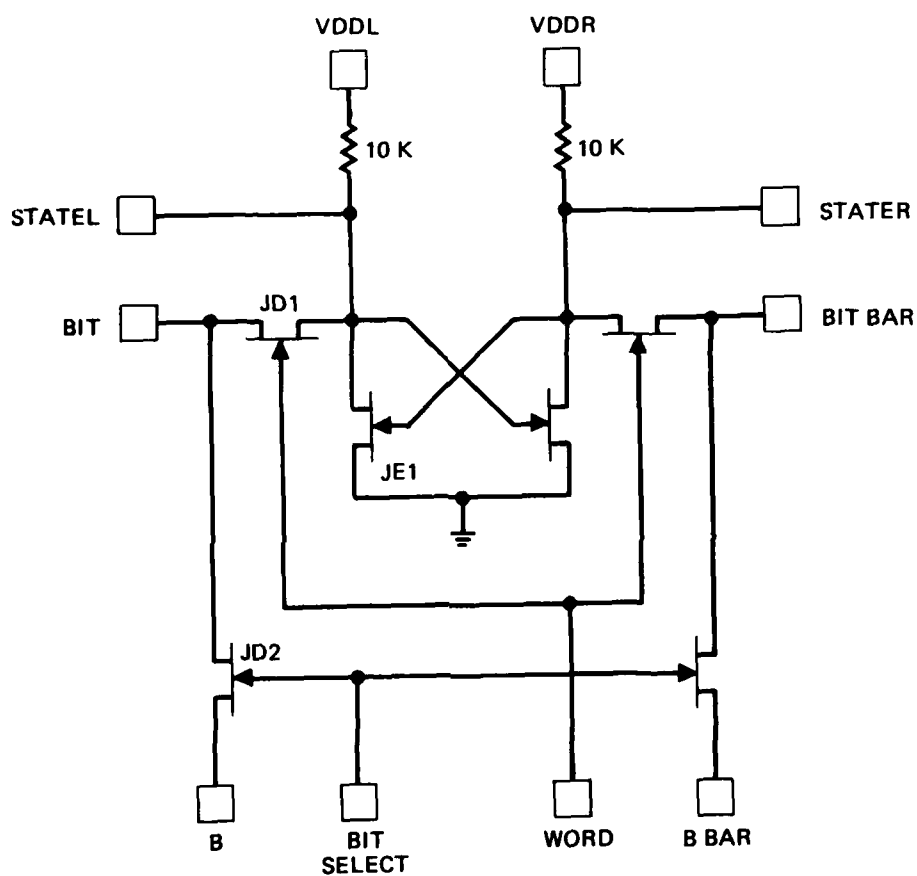 VDDL
VDDR
10 K
10 K
STATEL
STATER
BIT
JD1
BIT BAR
JE1
JD2
B
BIT
SELECT
WORD
B BAR